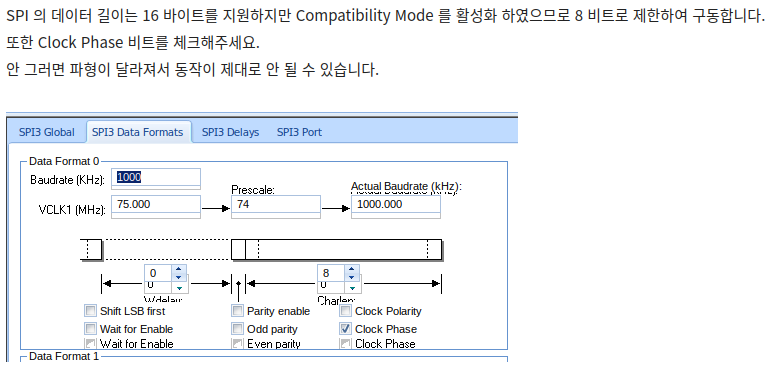 SPI 의 데이터 길이는 16 바이트를 지원하지만 Compatibility Mode 를 활성화 하였으므로 8 비트로 제한하여 구동합니다.
또한 Clock Phase 비트를 체크해주세요.
안 그러면 파형이 달라져서 동작이 제대로 안 될 수 있습니다.
SPI3 Global SPI3 Data Formats SPI3 Delays SPI3 Port
Data Format 0
Baudrate (KHz): 1000
Prescale: Actual Baudrate (kHz):
VCLK1 (MHz): 75.000 74 1000.000
0 8
0 0
Wdelay: Charlen:
Shift LSB first Parity enable Clock Polarity
Wait for Enable Odd parity Clock Phase
Wait for Enable Even parity Clock Phase
Data Format 1